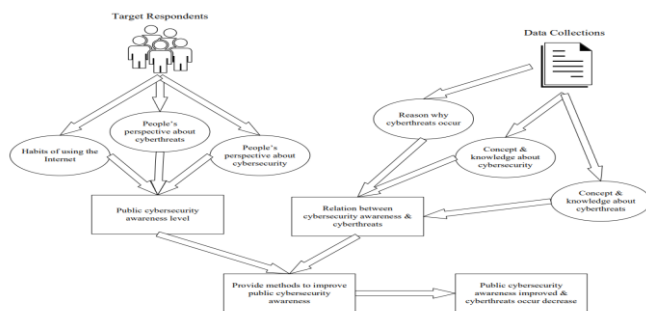 Target Respondents
Data Collections
Reason why
cyberthreats occur
People's
perspective about
cyberthreats
Habits of using the
Internet
People's
perspective about
cybersecurity
Concept &
knowledge about
cybersecurity
Concept &
knowledge about
cyberthreats
Public cybersecurity
awareness level
Relation between
cybersecurity awareness &
cyberthreats
Provide methods to improve
public cybersecurity
awareness
Public cybersecurity
awareness improved &
cyberthreats occur decrease